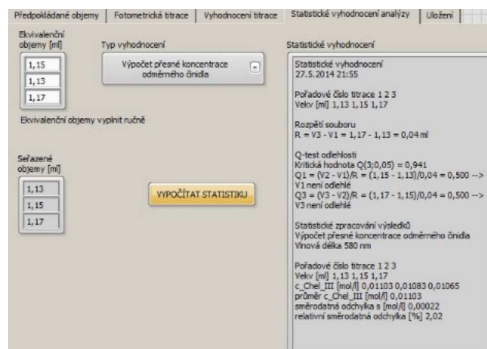 Předpokládané objemy
Fotometrická titrace
Vyhodnocení titrace
Statistické vyhodnocení analýzy
Uložení
Ekvivalenční
objemy [ml]
1,15
1,13
1,17
Ekvivalenční objemy vyplnit ručně
Seřazené
objemy [ml]
1,13
1,15
1,17
Typ vyhodnocení
Výpočet přesné koncentrace
odměrného činidla
VYPOČÍTAT STATISTIKU
Statistické vyhodnocení
Statistické vyhodnocení
27.5.2014 21:55
Pořadové číslo titrace 1 2 3
Vekv [ml] 1,13 1,15 1,17
Rozpětí souboru
R = V3 - V1 = 1,17 - 1,13 = 0,04 ml
Q-test odlehlosti
Kritická hodnota Q(3;0,05) = 0,941
Q1 = (V2 - V1)/R = (1,15 - 1,13)/0,04 = 0,500 -->
V1 není odlehlé
Q3 = (V3 - V2)/R = (1,17 - 1,15)/0,04 = 0,500 -->
V3 není odlehlé
Statistické zpracování výsledků
Výpočet přesné koncentrace odměrného činidla
Vlnová délka 580 nm
Pořadové číslo titrace 1 2 3
Vekv [ml] 1,13 1,15 1,17
c_Chel_III [mol/l] 0,01103 0,01083 0,01065
průměr c_Chel_III [mol/l] 0,01103
směrodatná odchylka s [mol/l] 0,00022
relativní směrodatná odchylka [%] 2,02